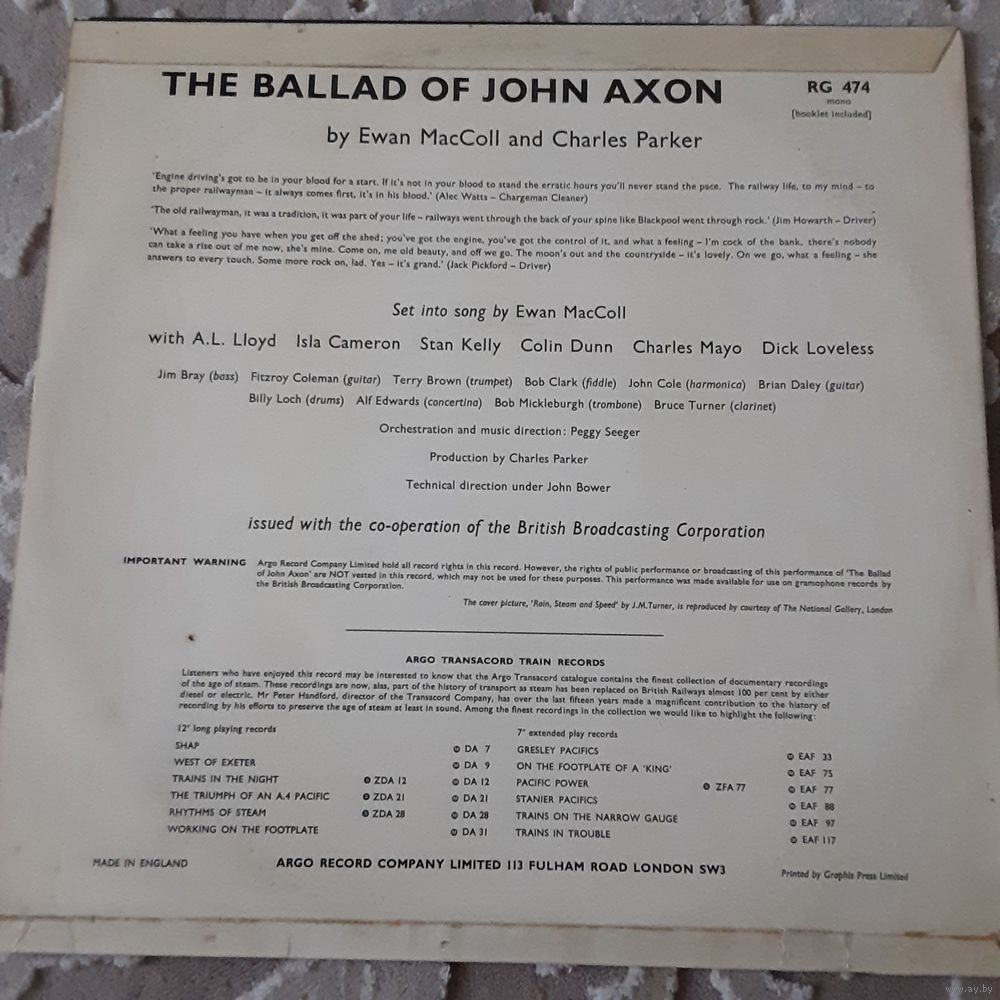 THE BALLAD OF JOHN AXON
RG 474
mono
[booklet included]
by Ewan MacColl and Charles Parker
'Engine driving's got to be in your blood for a start. If it's not in your blood to stand the erratic hours you'll never stand the pace. The railway life, to my mind – to
the proper railwayman – it always comes first, it's in his blood.' (Alec Watts – Chargeman Cleaner)
'The old railwayman, it was a tradition, it was part of your life – railways went through the back of your spine like Blackpool went through rock.' (Jim Howarth – Driver)
'What a feeling you have when you get off the shed; you've got the engine, you've got the control of it, and what a feeling – I'm cock of the bank, there's nobody
can take a rise out of me now, she's mine. Come on, me old beauty, and off we go. The moon's out and the countryside – it's lovely. On we go, what a feeling – she
answers to every touch. Some more rock on, lad. Yes – it's grand.' (Jack Pickford – Driver)
Set into song by Ewan MacColl
with A.L. Lloyd Isla Cameron Stan Kelly Colin Dunn Charles Mayo Dick Loveless
Jim Bray (bass) Fitzroy Coleman (guitar) Terry Brown (trumpet) Bob Clark (fiddle) John Cole (harmonica) Brian Daley (guitar)
Billy Loch (drums) Alf Edwards (concertina) Bob Mickleburgh (trombone) Bruce Turner (clarinet)
Orchestration and music direction: Peggy Seeger
Production by Charles Parker
Technical direction under John Bower
issued with the co-operation of the British Broadcasting Corporation
IMPORTANT WARNING Argo Record Company Limited hold all record rights in this record. However, the rights of public performance or broadcasting of this performance of 'The Ballad
of John Axon' are NOT vested in this record, which may not be used for these purposes. This performance was made available for use on gramophone records by
the British Broadcasting Corporation.
The cover picture, 'Rain, Steam and Speed' by J.M.Turner, is reproduced by courtesy of The National Gallery, London
ARGO TRANSACORD TRAIN RECORDS
Listeners who have enjoyed this record may be interested to know that the Argo Transacord catalogue contains the finest collection of documentary recordings
of the age of steam. These recordings are now, alas, part of the history of transport as steam has been replaced on British Railways almost 100 per cent by either
diesel or electric. Mr Peter Handford, director of the Transacord Company, has over the last fifteen years made a magnificent contribution to the history of
recording by his efforts to preserve the age of steam at least in sound. Among the finest recordings in the collection we would like to highlight the following:
12" long playing records
SHAP DA 7
WEST OF EXETER DA 9
TRAINS IN THE NIGHT ZDA 12 DA 12
THE TRIUMPH OF AN A.4 PACIFIC ZDA 21 DA 21
RHYTHMS OF STEAM ZDA 28 DA 28
WORKING ON THE FOOTPLATE DA 31
7" extended play records
GRESLEY PACIFICS EAF 33
ON THE FOOTPLATE OF A 'KING' EAF 75
PACIFIC POWER ZFA 77 EAF 77
STANIER PACIFICS EAF 88
TRAINS ON THE NARROW GAUGE EAF 97
TRAINS IN TROUBLE EAF 117
MADE IN ENGLAND
ARGO RECORD COMPANY LIMITED 113 FULHAM ROAD LONDON SW3
Printed by Graphis Press Limited
www.ay.by